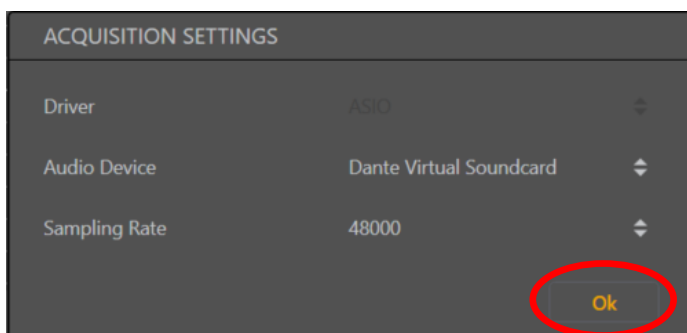 ACQUISITION SETTINGS
Driver ASIO
Audio Device Dante Virtual Soundcard
Sampling Rate 48000
Ok